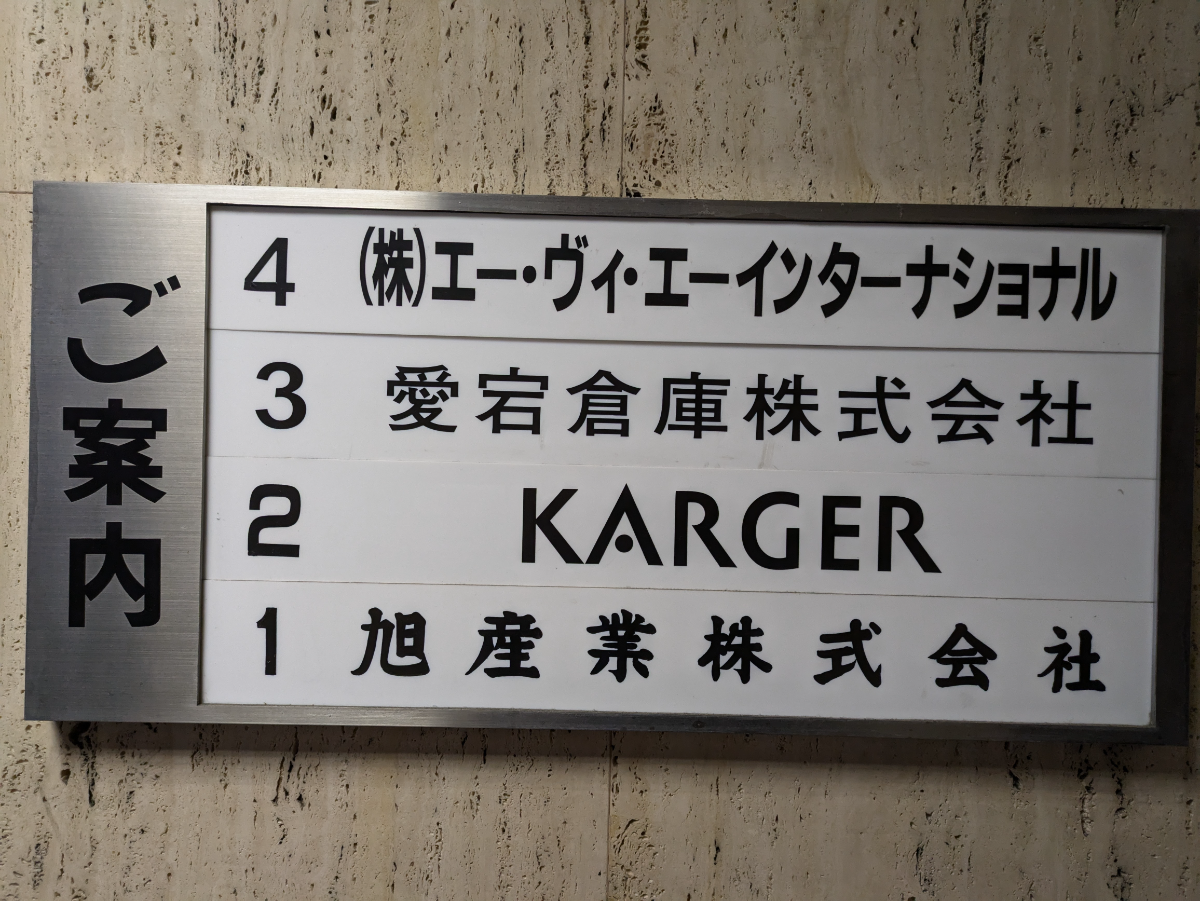 ご案内
4 (株)エー・ヴィ・エーインターナショナル
3 愛宕倉庫株式会社
2 KARGER
1 旭産業株式会社